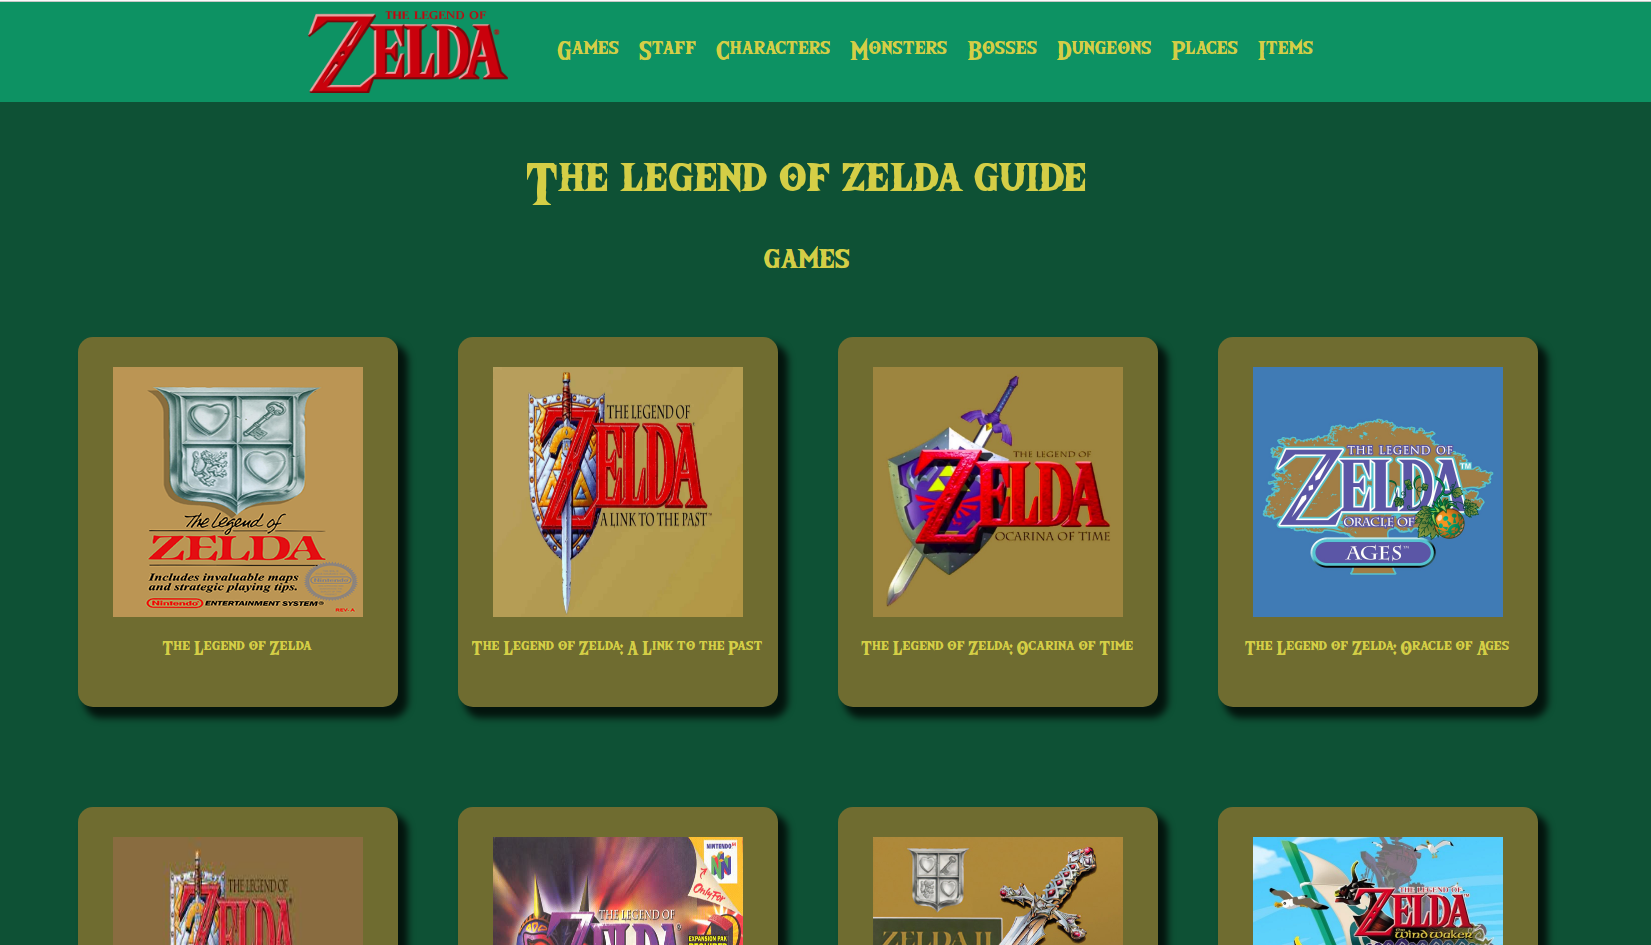 THE LEGEND OF
ZELDA
Games Staff Characters Monsters Bosses Dungeons Places Items
The legend of zelda guide
games
The Legend of
ZELDA
Includes invaluable maps
and strategic playing tips.
Nintendo
Nintendo ENTERTAINMENT SYSTEM®
REV. A
The Legend of Zelda
THE LEGEND OF
ZELDA
A LINK TO THE PAST™
The Legend of Zelda: A Link to the Past
THE LEGEND OF
ZELDA
OCARINA OF TIME
The Legend of Zelda: Ocarina of Time
THE LEGEND OF
ZELDA™
ORACLE OF
AGES™
The Legend of Zelda: Oracle of Ages
THE LEGEND OF
ZELDA
NINTENDO 64
Only For
THE LEGEND OF
ZELDA
EXPANSION PAK
REQUIRED
ZELDA II
THE LEGEND OF
ZELDA
The Wind Waker